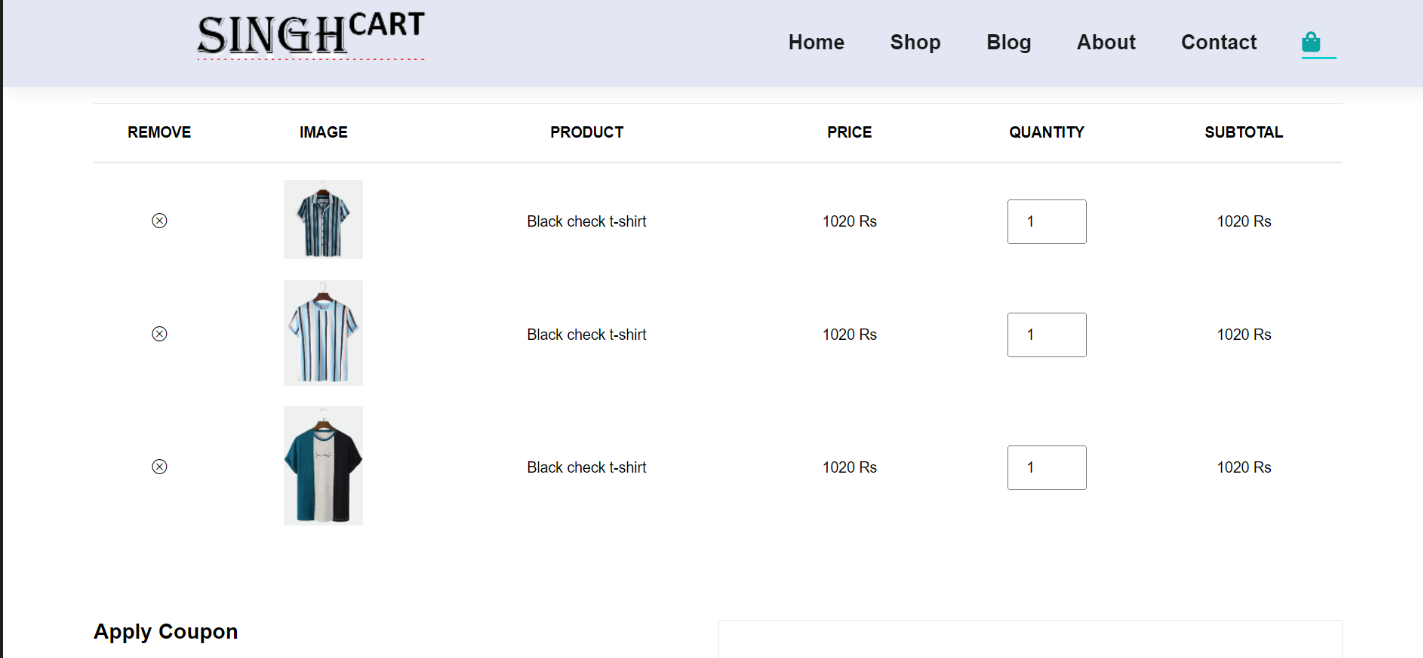 SINGHCART
Home Shop Blog About Contact
REMOVE IMAGE PRODUCT PRICE QUANTITY SUBTOTAL
Black check t-shirt 1020 Rs 1 1020 Rs
Black check t-shirt 1020 Rs 1 1020 Rs
Black check t-shirt 1020 Rs 1 1020 Rs
Apply Coupon